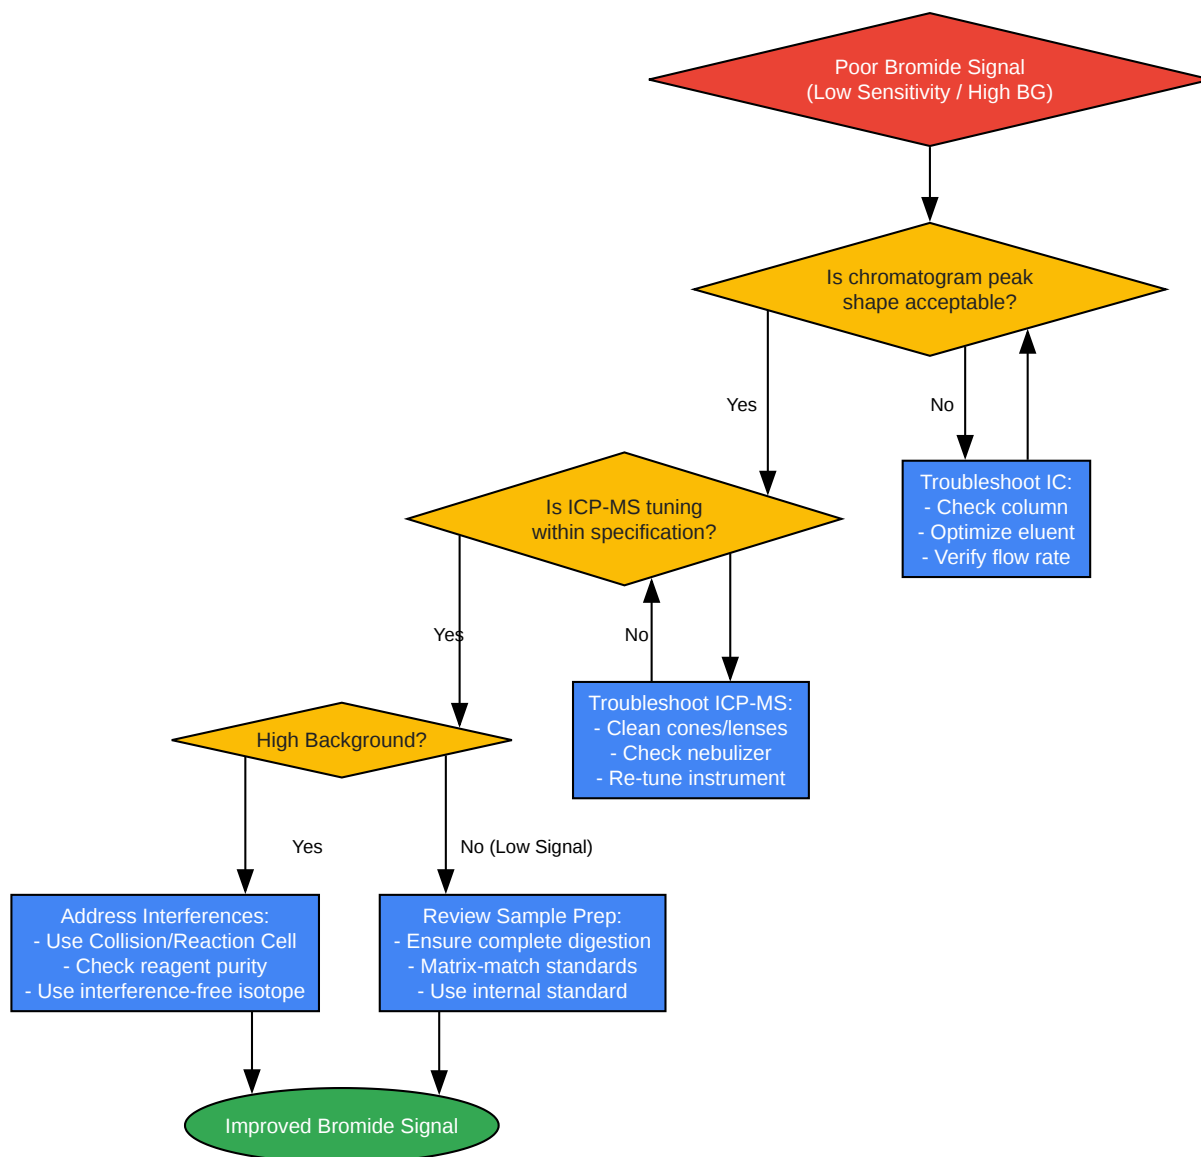 Poor Bromide Signal
(Low Sensitivity / High BG)
Is chromatogram peak
shape acceptable?
Yes
No
Troubleshoot IC:
- Check column
- Optimize eluent
- Verify flow rate
Is ICP-MS tuning
within specification?
Yes
No
Troubleshoot ICP-MS:
- Clean cones/lenses
- Check nebulizer
- Re-tune instrument
High Background?
Yes
No (Low Signal)
Address Interferences:
- Use Collision/Reaction Cell
- Check reagent purity
- Use interference-free isotope
Review Sample Prep:
- Ensure complete digestion
- Matrix-match standards
- Use internal standard
Improved Bromide Signal